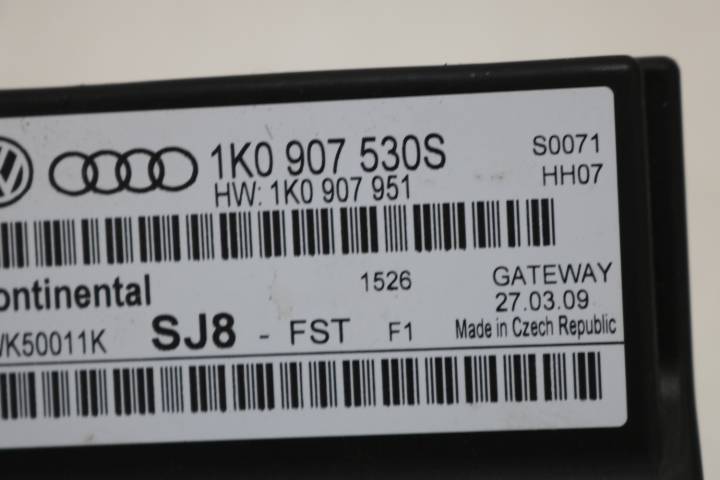 1K0 907 530S
S0071
HW: 1K0 907 951
HH07
ontinental
1526
GATEWAY
27.03.09
K50011K
SJ8 - FST F1
Made in Czech Republic